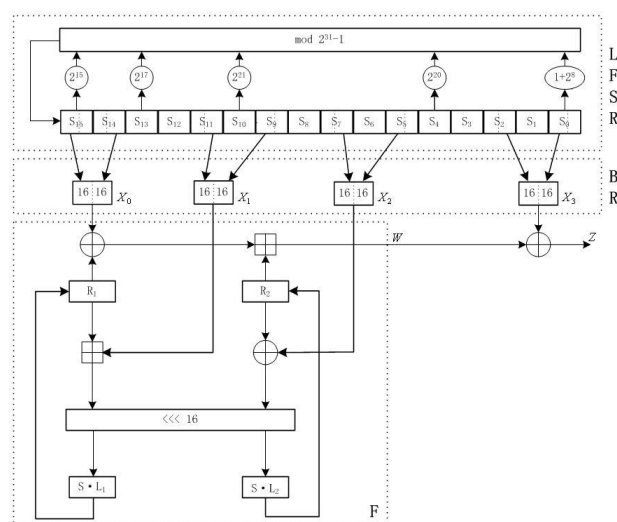 mod 2³¹−1
2¹⁵ 2¹⁷ 2²¹ 2²⁰ 1+2⁸
S₁₅ S₁₄ S₁₃ S₁₂ S₁₁ S₁₀ S₉ S₈ S₇ S₆ S₅ S₄ S₃ S₂ S₁ S₀
L
F
S
R
16 16 X₀ 16 16 X₁ 16 16 X₂ 16 16 X₃
B
R
W Z
R₁ R₂
<<< 16
S•L₁ S•L₂
F